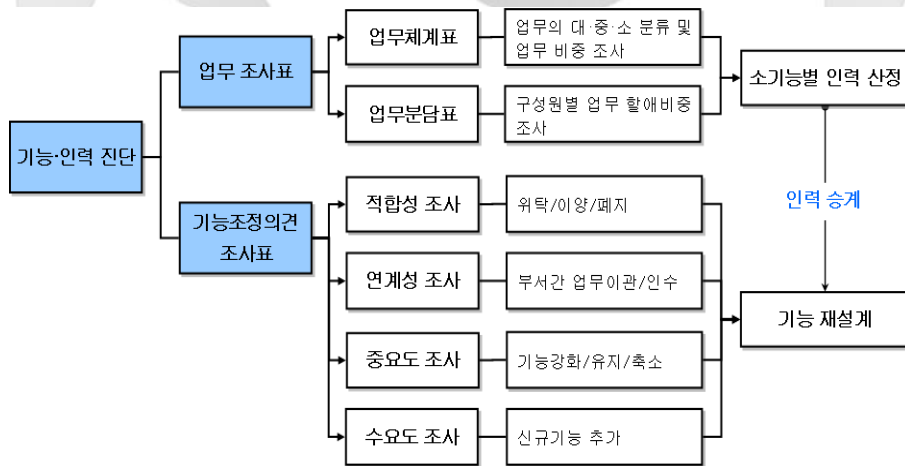 기능·인력 진단
업무 조사표
업무체계표
업무의 대·중·소 분류 및
업무 비중 조사
업무분담표
구성원별 업무 할애비중
조사
소기능별 인력 산정
인력 승계
기능조정의견
조사표
적합성 조사
위탁/이양/폐지
연계성 조사
부서간 업무이관/인수
중요도 조사
기능강화/유지/축소
수요도 조사
신규기능 추가
기능 재설계